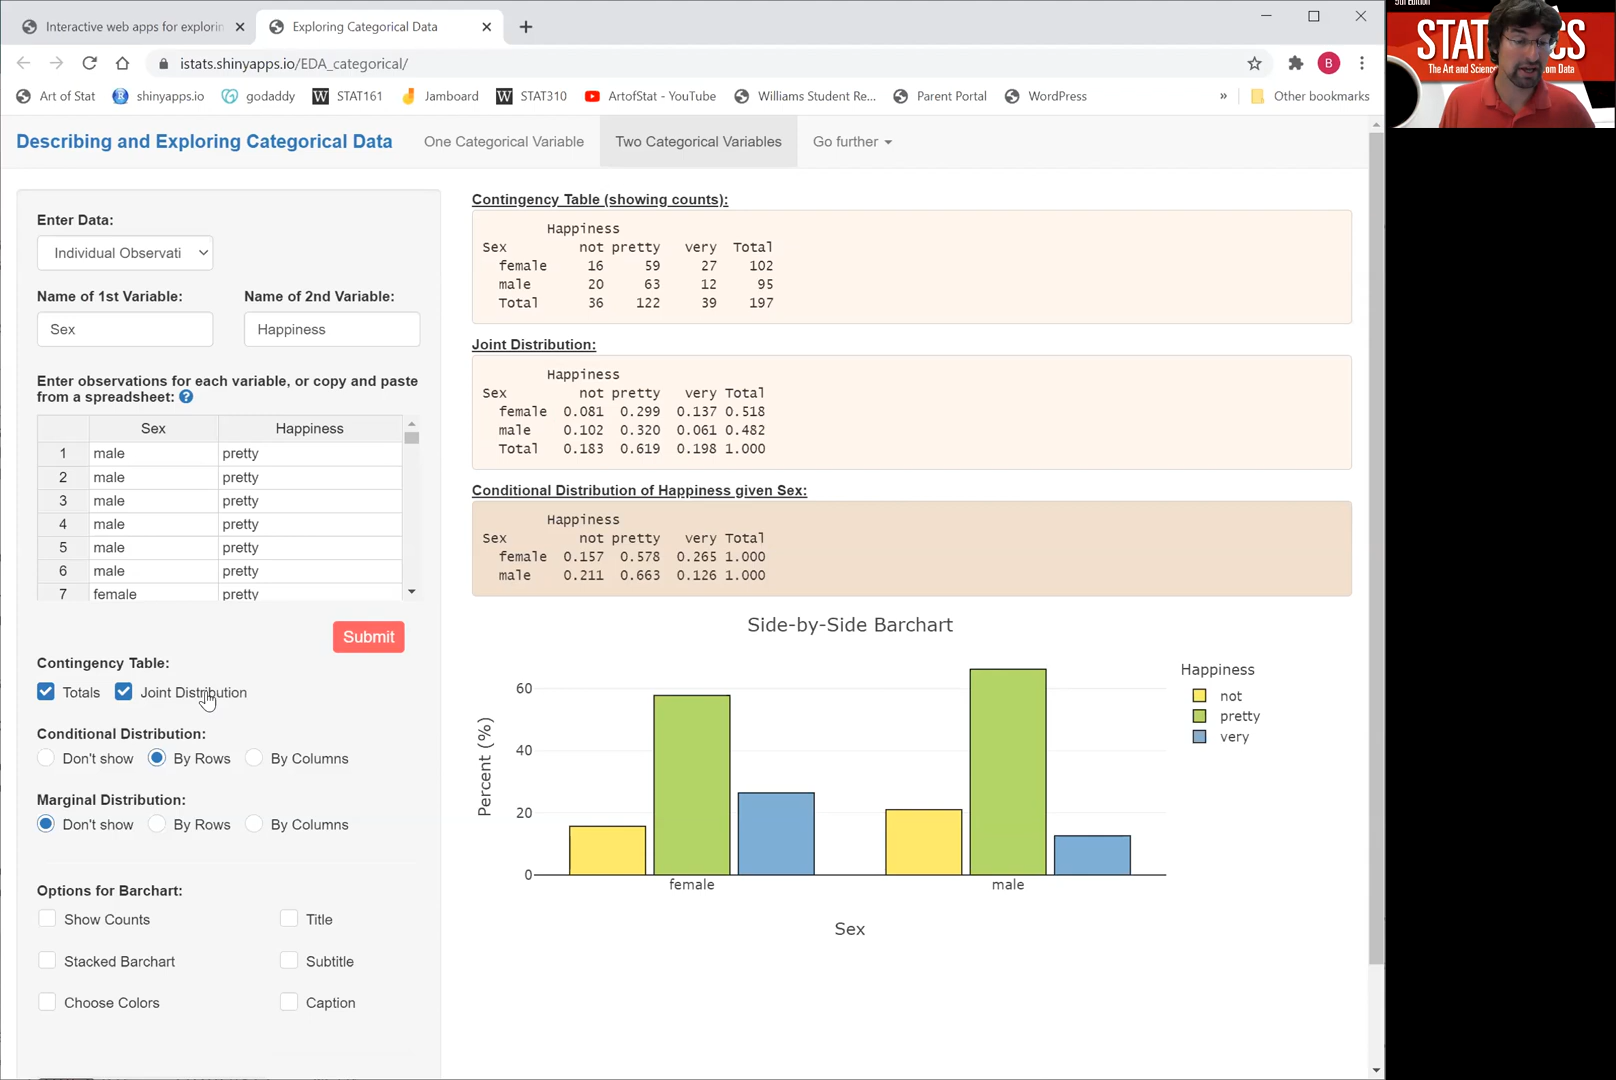 Interactive web apps for explorin
Exploring Categorical Data
istats.shinyapps.io/EDA_categorical/
B
Art of Stat
shinyapps.io
godaddy
STAT161
Jamboard
STAT310
ArtofStat - YouTube
Williams Student Re...
Parent Portal
WordPress
»
Other bookmarks
Describing and Exploring Categorical Data
One Categorical Variable
Two Categorical Variables
Go further
Enter Data:
Individual Observati
Name of 1st Variable:
Name of 2nd Variable:
Sex
Happiness
Enter observations for each variable, or copy and paste
from a spreadsheet: ?
Sex Happiness
1 male pretty
2 male pretty
3 male pretty
4 male pretty
5 male pretty
6 male pretty
7 female pretty
Submit
Contingency Table:
Totals Joint Distribution
Conditional Distribution:
Don't show By Rows By Columns
Marginal Distribution:
Don't show By Rows By Columns
Options for Barchart:
Show Counts Title
Stacked Barchart Subtitle
Choose Colors Caption
Contingency Table (showing counts):
Happiness
Sex not pretty very Total
female 16 59 27 102
male 20 63 12 95
Total 36 122 39 197
Joint Distribution:
Happiness
Sex not pretty very Total
female 0.081 0.299 0.137 0.518
male 0.102 0.320 0.061 0.482
Total 0.183 0.619 0.198 1.000
Conditional Distribution of Happiness given Sex:
Happiness
Sex not pretty very Total
female 0.157 0.578 0.265 1.000
male 0.211 0.663 0.126 1.000
Side-by-Side Barchart
Percent (%)
60
40
20
0
female male
Sex
Happiness
not
pretty
very
5th Edition
The Art and Scien